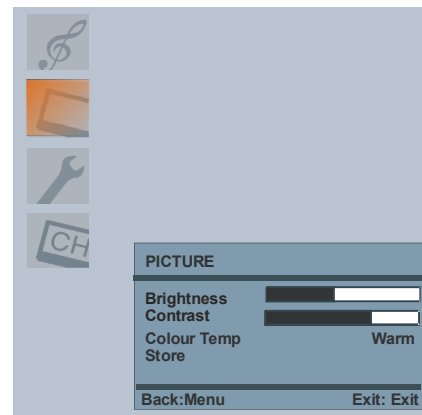 CH
PICTURE
Brightness
Contrast
Colour Temp Warm
Store
Back:Menu Exit: Exit